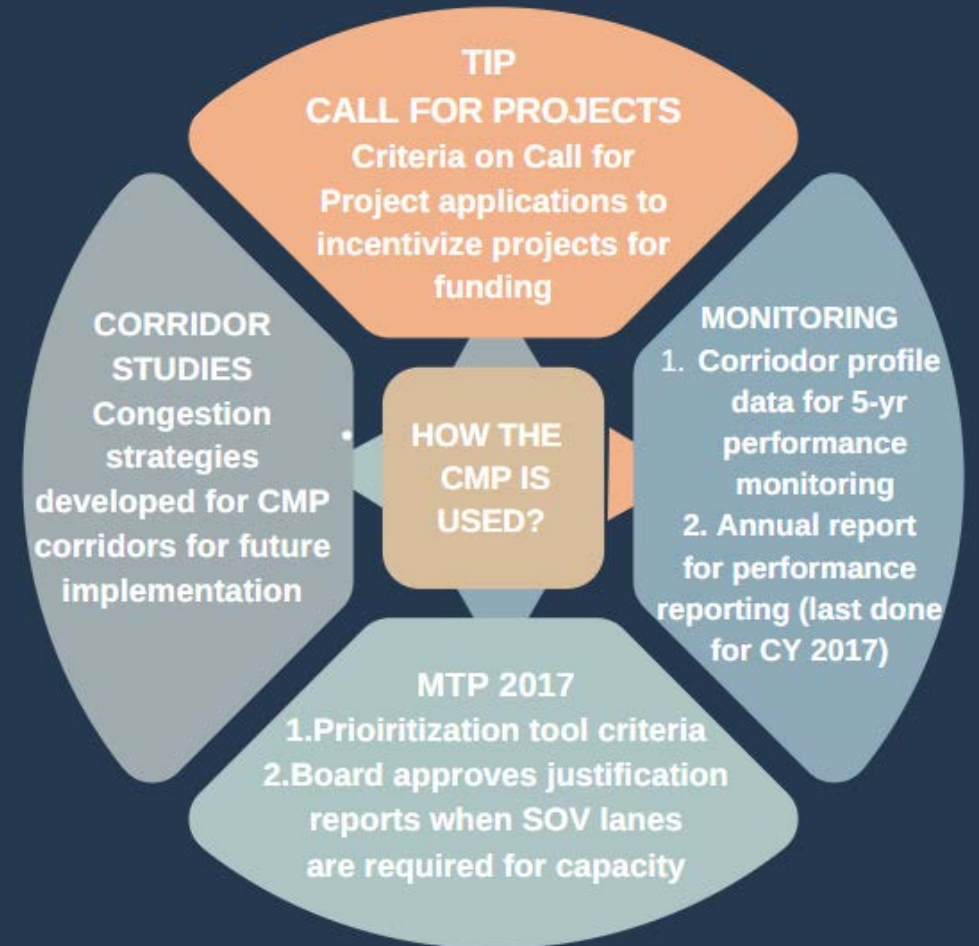 TIP
CALL FOR PROJECTS
Criteria on Call for
Project applications to
incentivize projects for
funding
CORRIDOR
STUDIES
Congestion
strategies
developed for CMP
corridors for future
implementation
HOW THE
CMP IS
USED?
MONITORING
1. Corriodor profile
data for 5-yr
performance
monitoring
2. Annual report
for performance
reporting (last done
for CY 2017)
MTP 2017
1.Prioiritization tool criteria
2.Board approves justification
reports when SOV lanes
are required for capacity